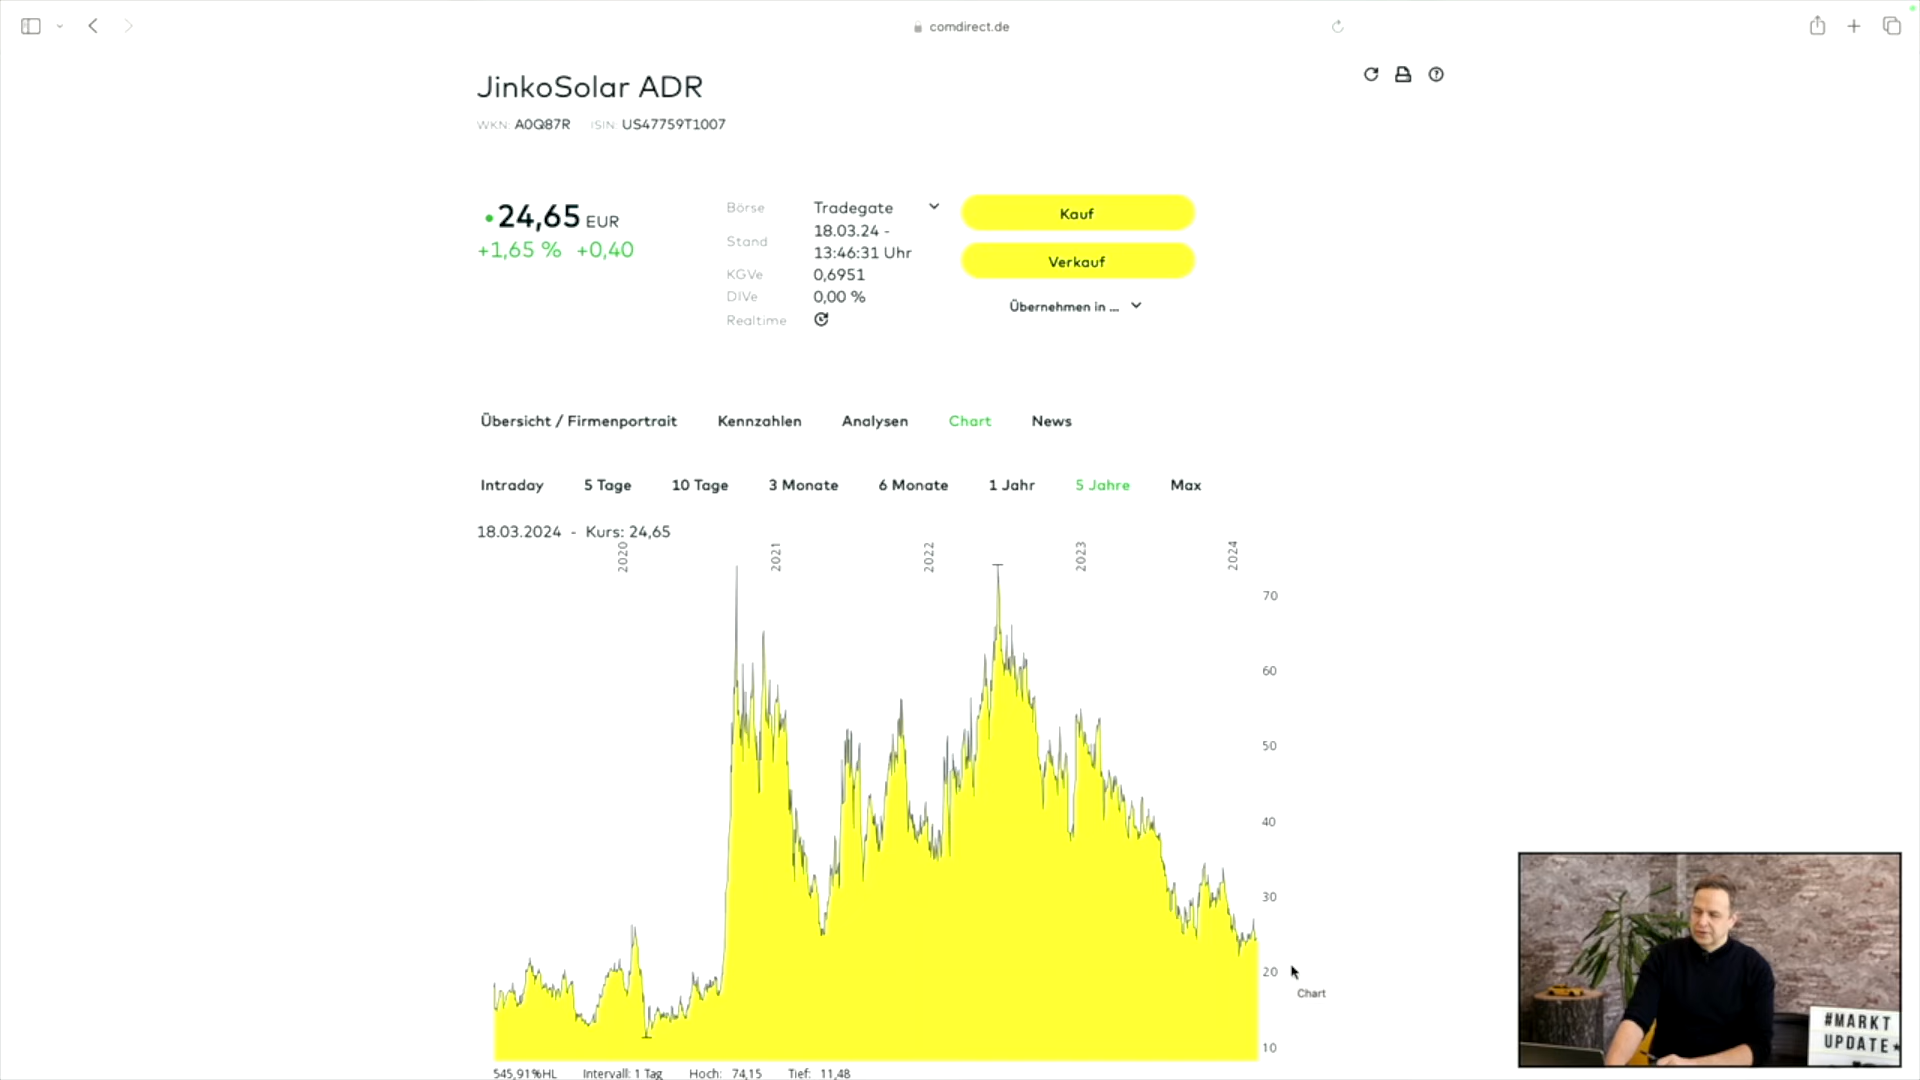 comdirect.de
JinkoSolar ADR
WKN: A0Q87R ISIN: US47759T1007
24,65 EUR
+1,65 % +0,40
Börse Tradegate
Stand 18.03.24 -
13:46:31 Uhr
KGVe 0,6951
DIVe 0,00 %
Realtime
Kauf
Verkauf
Übernehmen in ...
Übersicht / Firmenportrait Kennzahlen Analysen Chart News
Intraday 5 Tage 10 Tage 3 Monate 6 Monate 1 Jahr 5 Jahre Max
18.03.2024 - Kurs: 24,65
2020 2021 2022 2023 2024
70
60
50
40
30
20
10
Chart
545,91%HL Intervall: 1 Tag Hoch: 74,15 Tief: 11,48
#MARKT
UPDATE